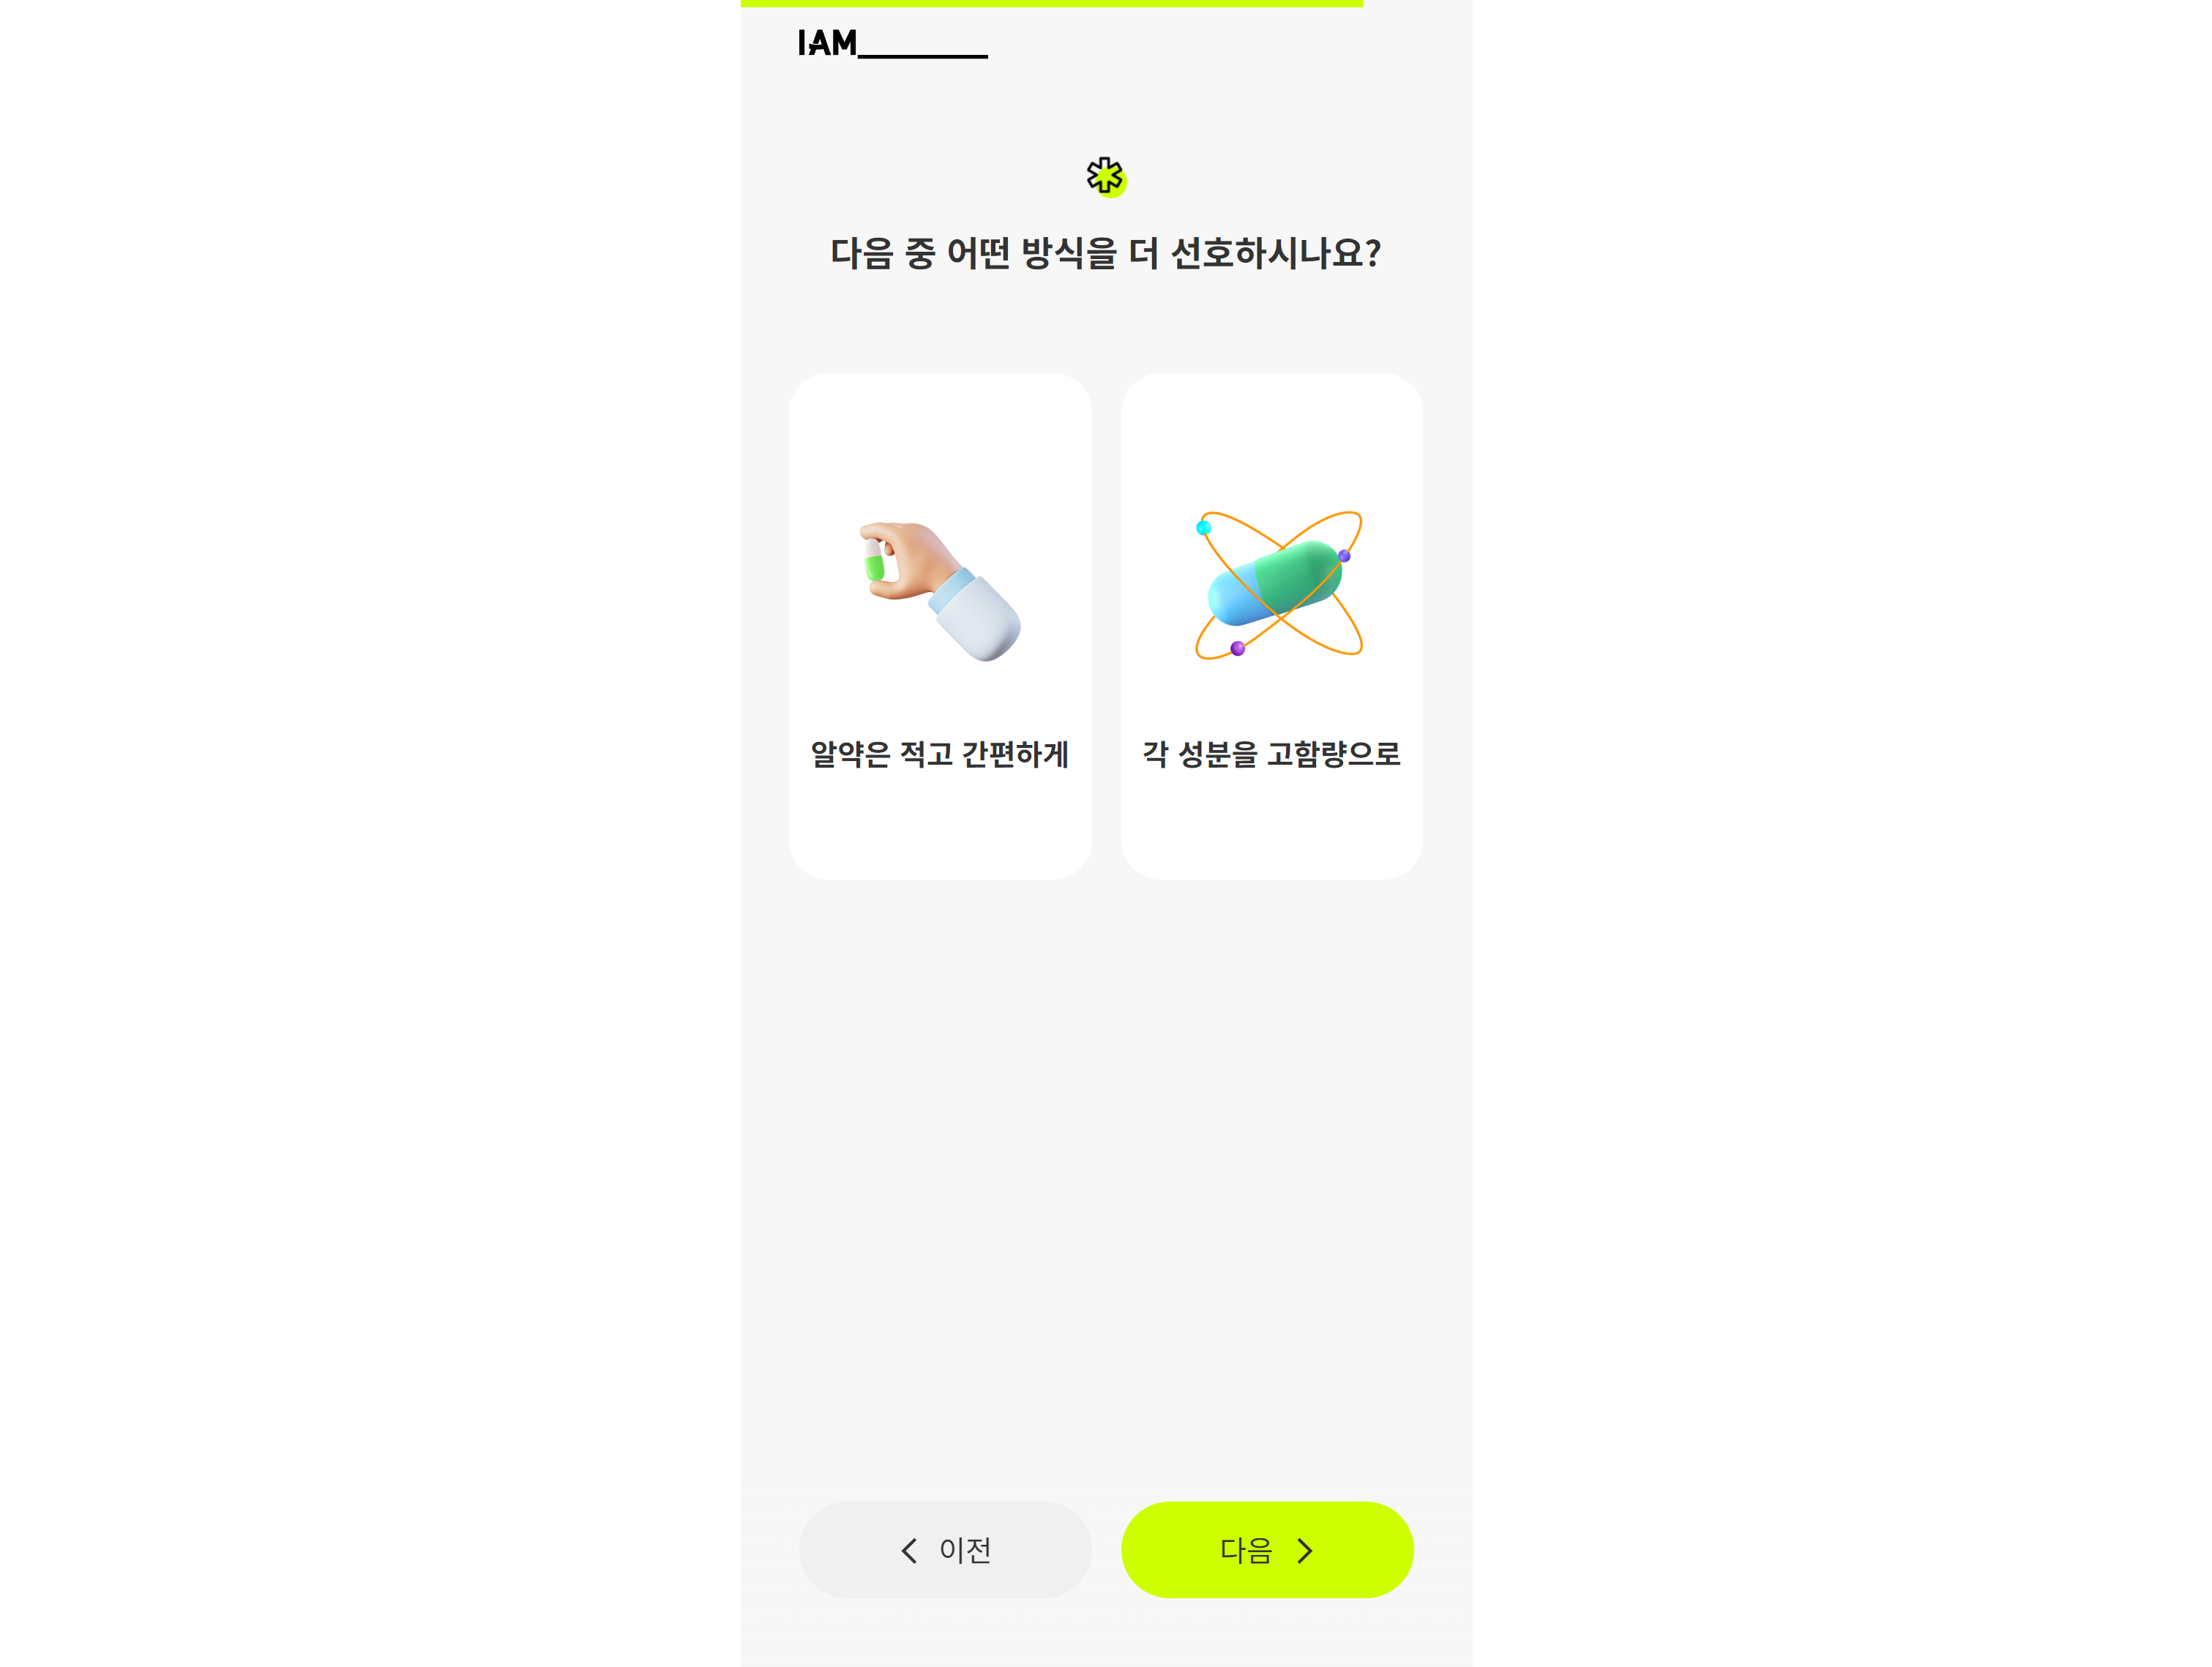 IAM
다음 중 어떤 방식을 더 선호하시나요?
알약은 적고 간편하게
각 성분을 고함량으로
이전
다음